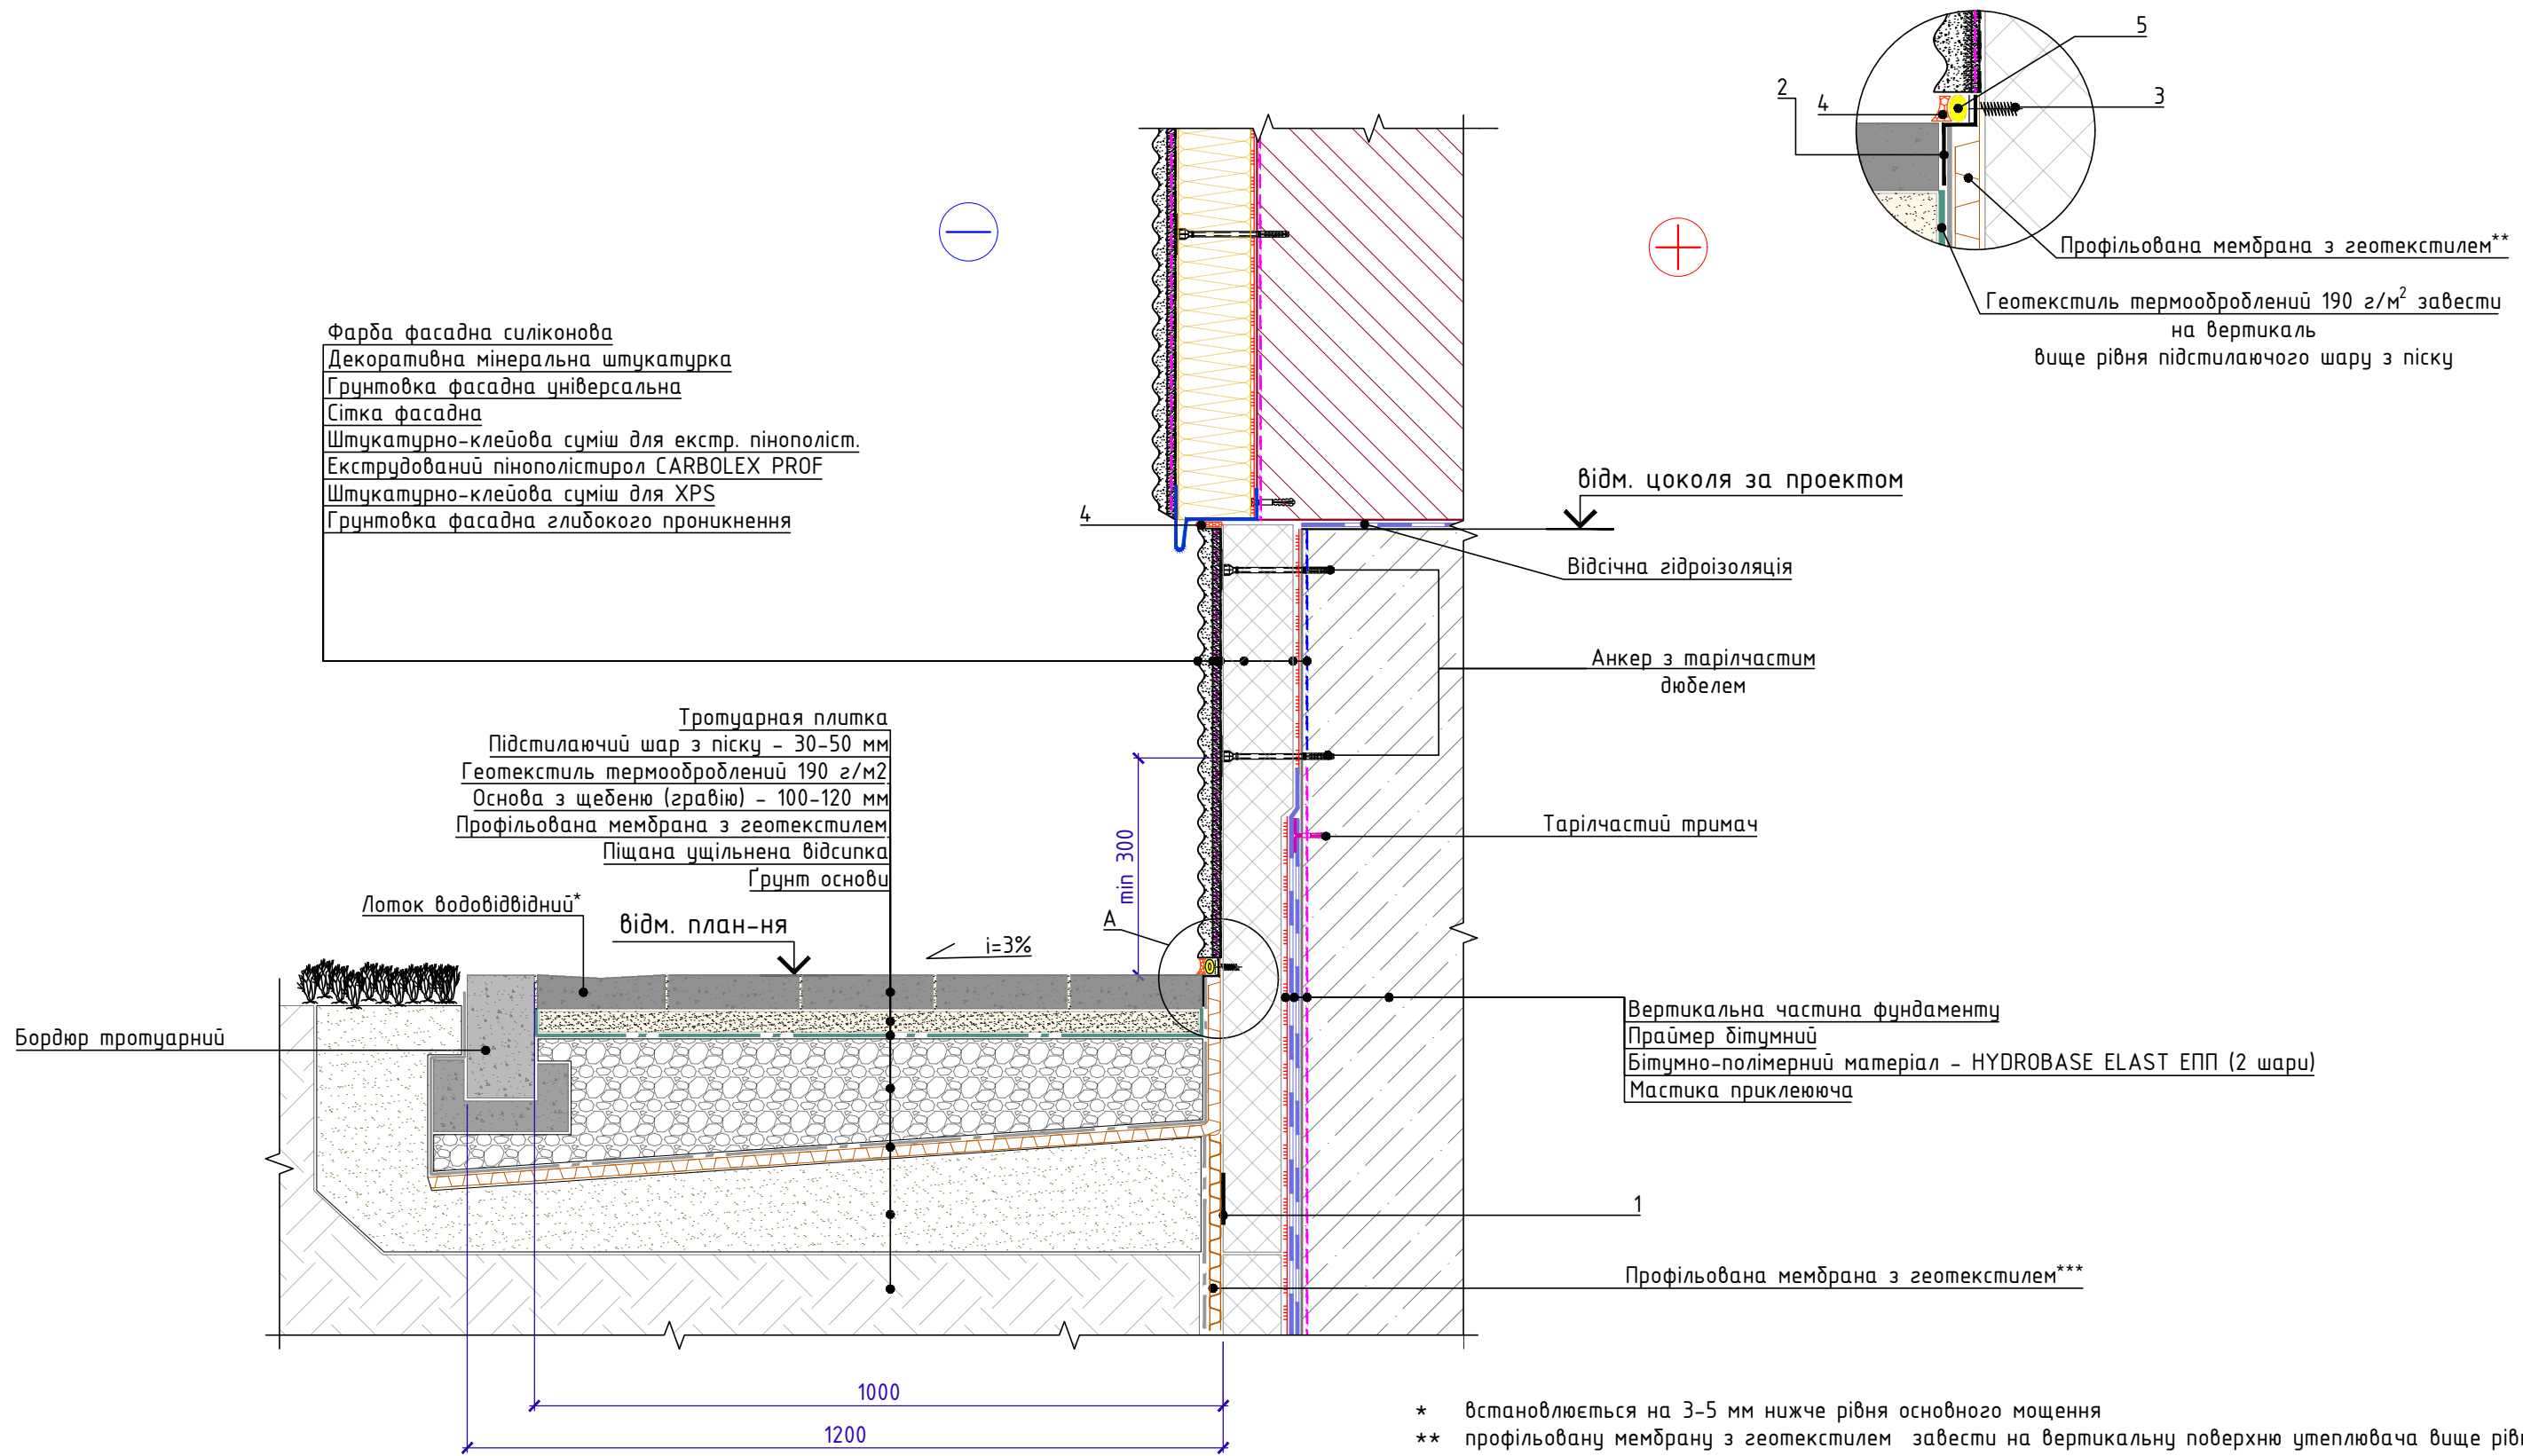 5
2
4
3
Профільована мембрана з геотекстилем**
Геотекстиль термооброблений 190 г/м² завести
на вертикаль
вище рівня підстилаючого шару з піску
Фарба фасадна силіконова
Декоративна мінеральна штукатурка
Грунтовка фасадна універсальна
Сітка фасадна
Штукатурно-клейова суміш для екстр. пінополіст.
Екструдований пінополістирол CARBOLEX PROF
Штукатурно-клейова суміш для XPS
Грунтовка фасадна глибокого проникнення
відм. цоколя за проектом
4
Відсічна гідроізоляція
Анкер з тарілчастим
дюбелем
Тротуарная плитка
Підстилаючий шар з піску - 30-50 мм
Геотекстиль термооброблений 190 г/м2
Основа з щебеню (гравію) - 100-120 мм
Профільована мембрана з геотекстилем
Піщана ущільнена відсипка
Ґрунт основи
min 300
Тарілчастий тримач
Лоток водовідвідний*
відм. план-ня
i=3%
А
Бордюр тротуарний
Вертикальна частина фундаменту
Праймер бітумний
Бітумно-полімерний матеріал - HYDROBASE ELAST ЕПП (2 шари)
Мастика приклеююча
1
Профільована мембрана з геотекстилем***
1000
1200
* встановлюється на 3-5 мм нижче рівня основного мощення
** профільовану мембрану з геотекстилем завести на вертикальну поверхню утеплювача вище